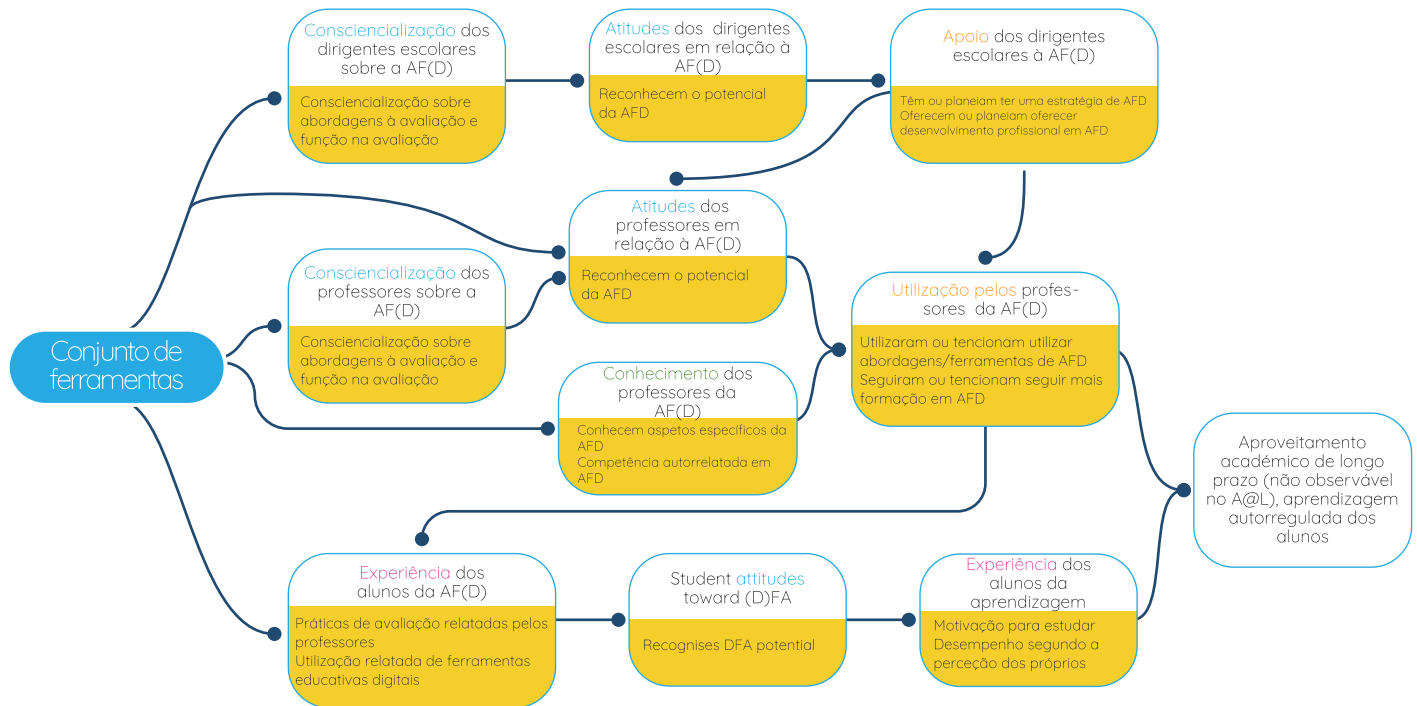 Consciencialização dos
dirigentes escolares
sobre a AF(D)
Consciencialização sobre
abordagens à avaliação e
função na avaliação
Atitudes dos dirigentes
escolares em relação à
AF(D)
Reconhecem o potencial
da AFD
Apoio dos dirigentes
escolares à AF(D)
Têm ou planeiam ter uma estratégia de AFD
Oferecem ou planeiam oferecer
desenvolvimento profissional em AFD
Atitudes dos
professores em
relação à AF(D)
Reconhecem o potencial
da AFD
Consciencialização dos
professores sobre a
AF(D)
Consciencialização sobre
abordagens à avaliação e
função na avaliação
Utilização pelos profes-
sores da AF(D)
Utilizaram ou tencionam utilizar
abordagens/ferramentas de AFD
Seguiram ou tencionam seguir mais
formação em AFD
Conjunto de
ferramentas
Conhecimento dos
professores da
AF(D)
Conhecem aspetos específicos da
AFD
Competência autorrelatada em
AFD
Aproveitamento
académico de longo
prazo (não observável
no A@L), aprendizagem
autorregulada dos
alunos
Experiência dos
alunos da AF(D)
Práticas de avaliação relatadas pelos
professores
Utilização relatada de ferramentas
educativas digitais
Student attitudes
toward (D)FA
Recognises DFA potential
Experiência dos
alunos da
aprendizagem
Motivação para estudar
Desempenho segundo a
perceção dos próprios